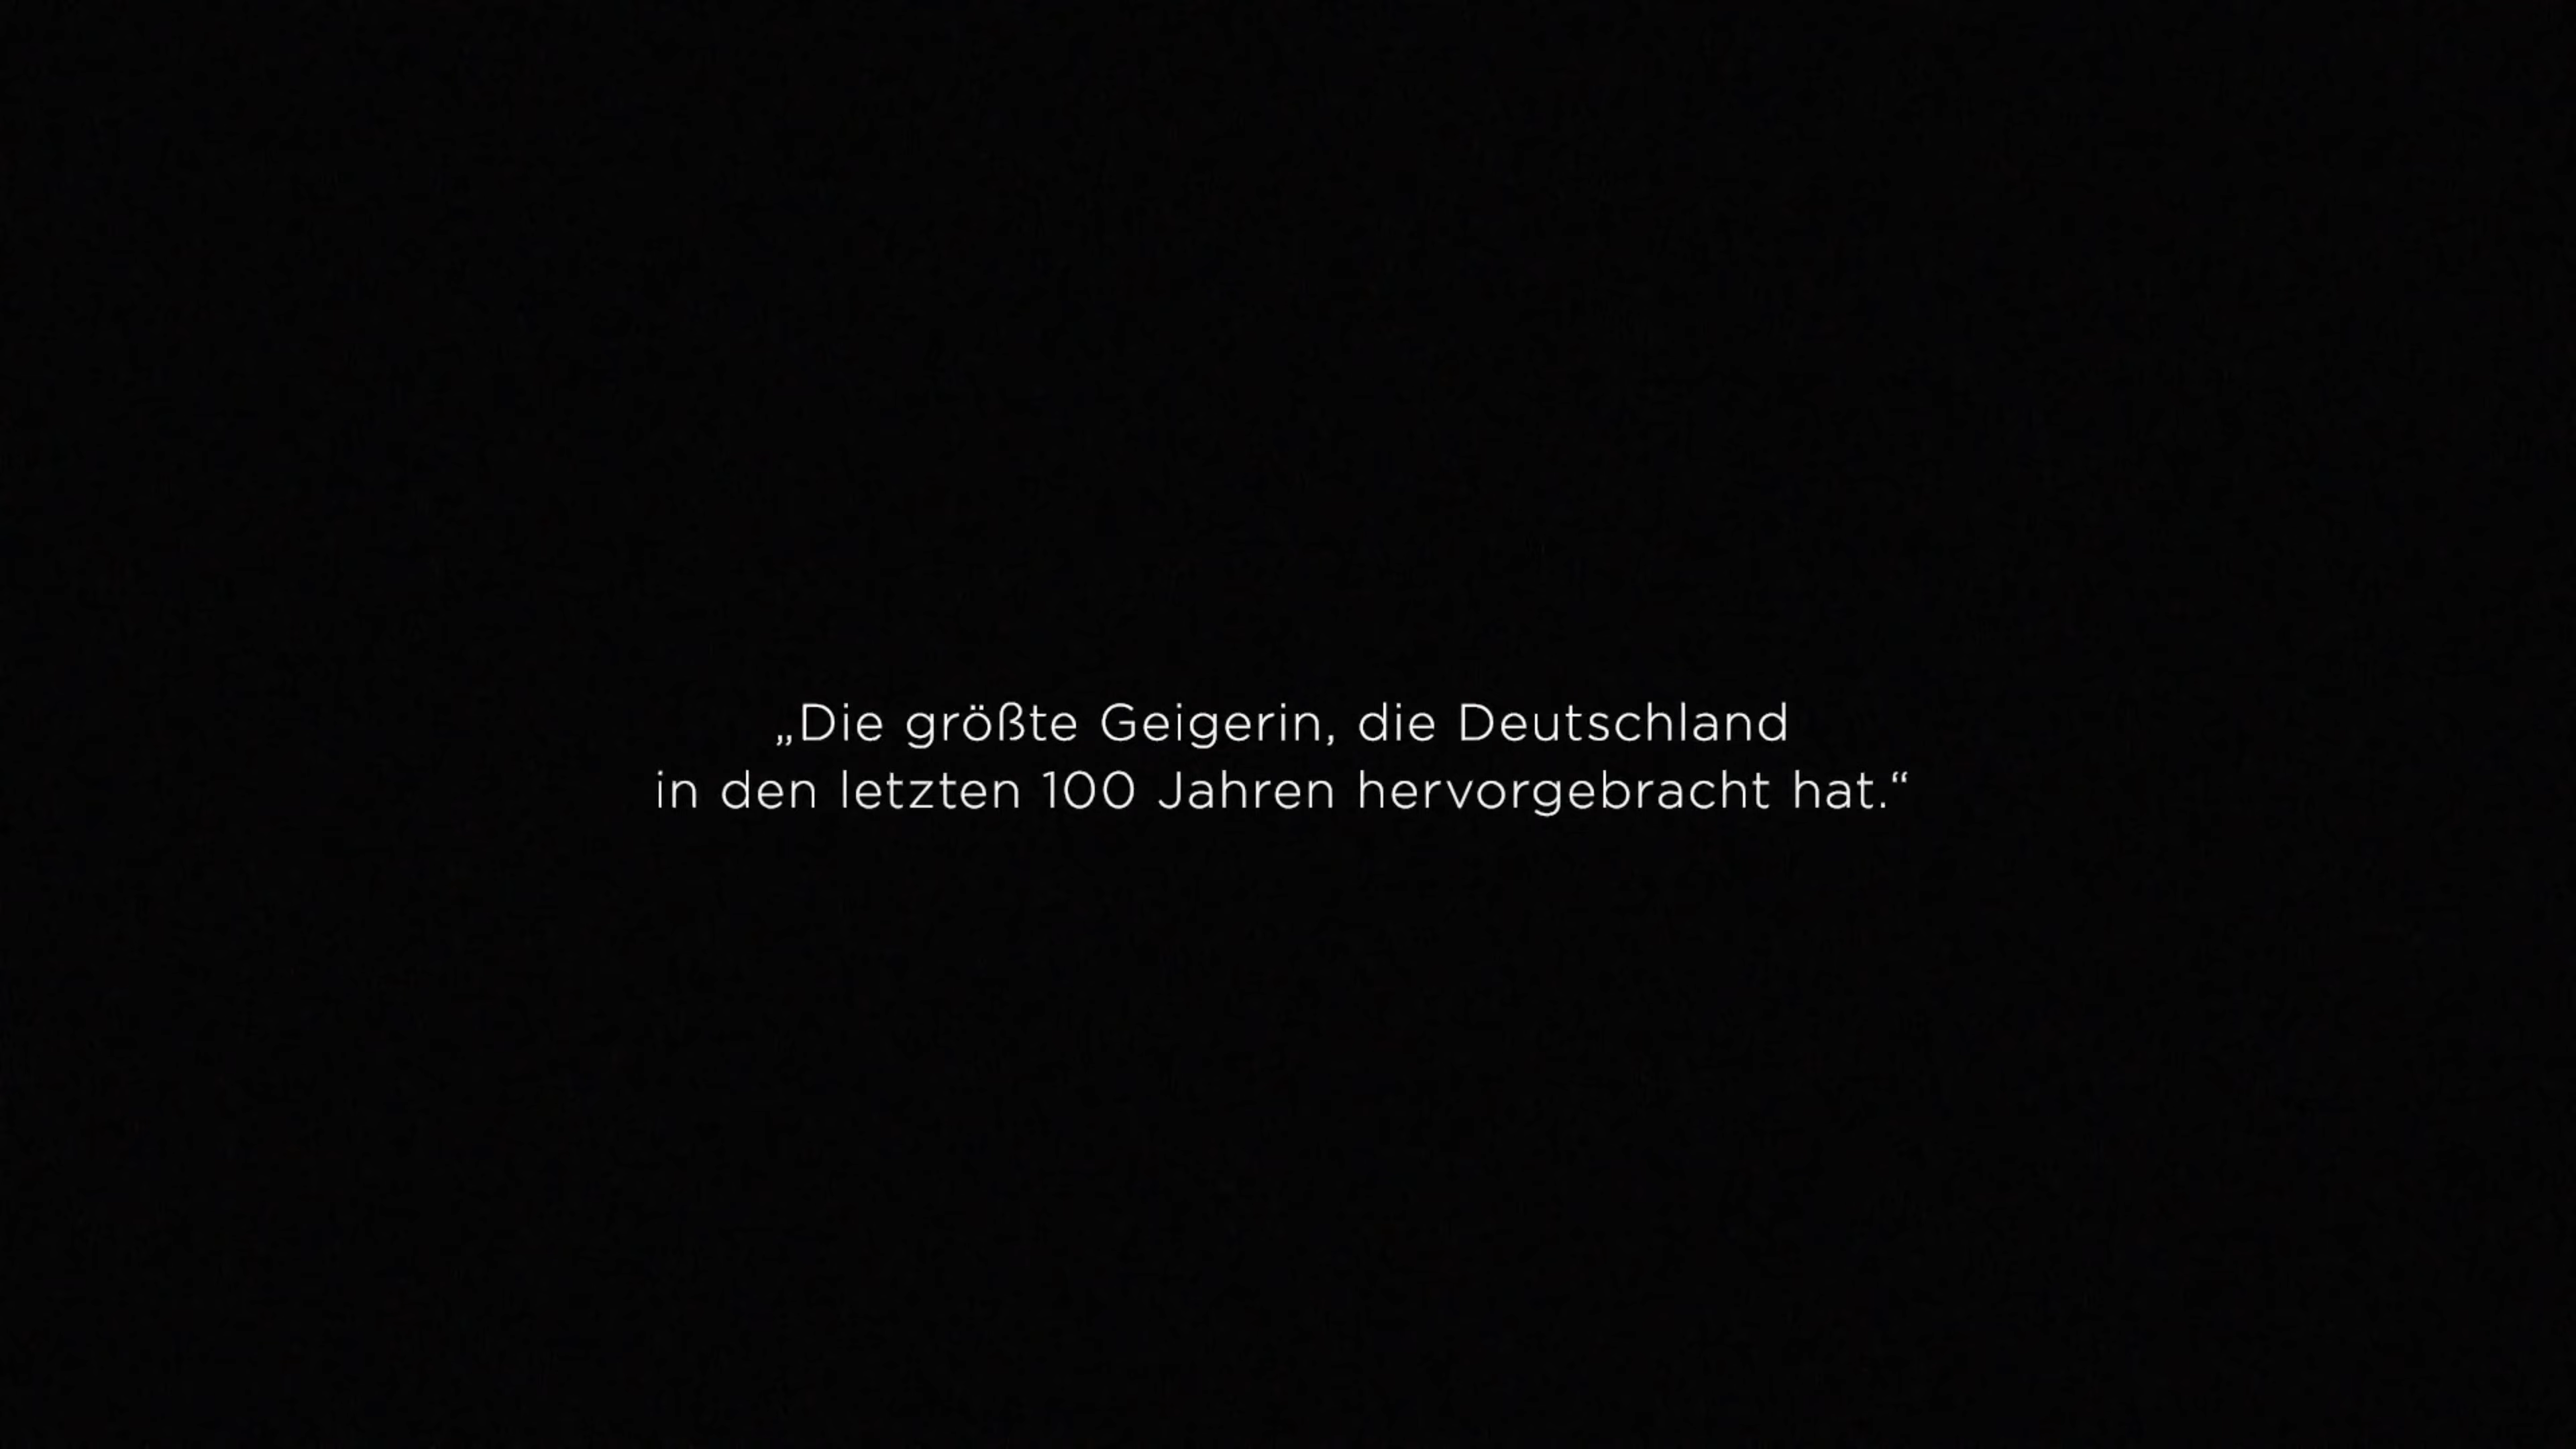 „Die größte Geigerin, die Deutschland
in den letzten 100 Jahren hervorgebracht hat.“